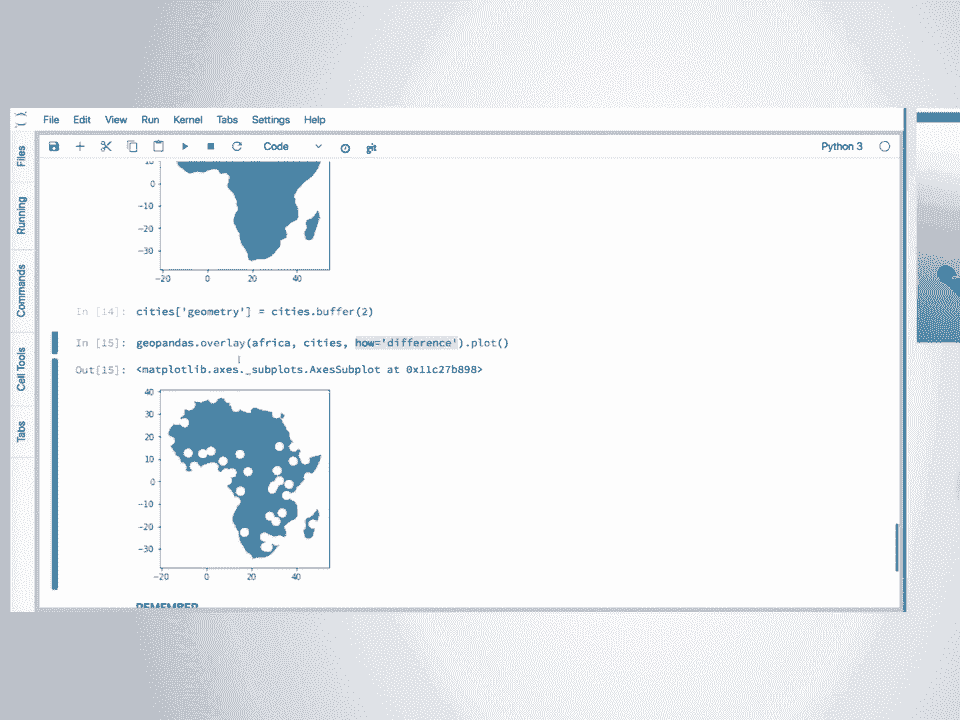 File Edit View Run Kernel Tabs Settings Help
Code git Python 3
Files
Running
Commands
Cell Tools
Tabs
10
0
-10
-20
-30
-20 0 20 40
In [14]: cities['geometry'] = cities.buffer(2)
In [15]: geopandas.overlay(africa, cities, how='difference').plot()
Out[15]: <matplotlib.axes._subplots.AxesSubplot at 0x11c27b898>
40
30
20
10
0
-10
-20
-30
-20 0 20 40
REMEMBER